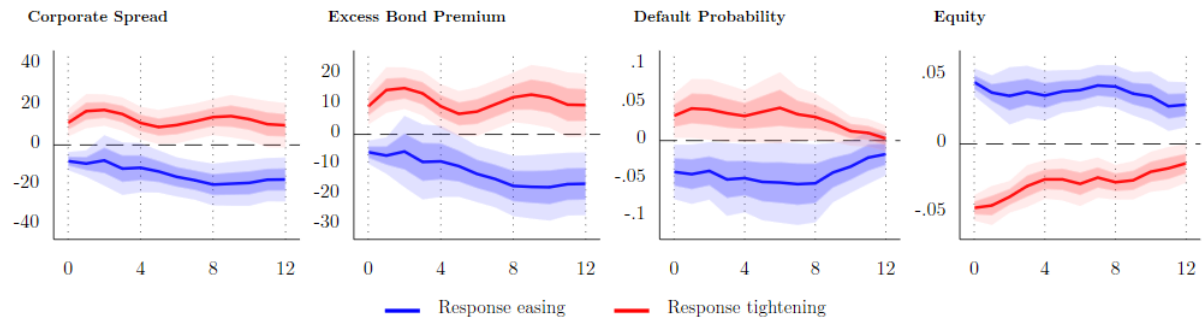 Corporate Spread
Excess Bond Premium
Default Probability
Equity
40
20
0
-20
-40
0 4 8 12
20
10
0
-10
-20
-30
0 4 8 12
.1
.05
0
-.05
-.1
0 4 8 12
.05
0
-.05
0 4 8 12
Response easing
Response tightening